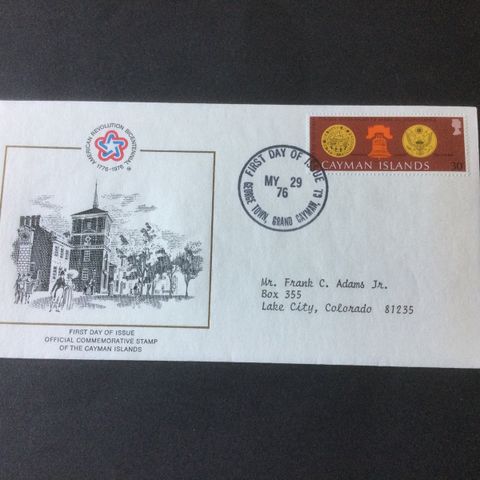 AMERICAN REVOLUTION BICENTENNIAL
1776-1976
CAYMAN ISLANDS
30
FIRST DAY OF ISSUE
MY 29
76
GEORGE TOWN, GRAND CAYMAN,
Mr. Frank C. Adams Jr.
Box 355
Lake City, Colorado 81235
FIRST DAY OF ISSUE
OFFICIAL COMMEMORATIVE STAMP
OF THE CAYMAN ISLANDS